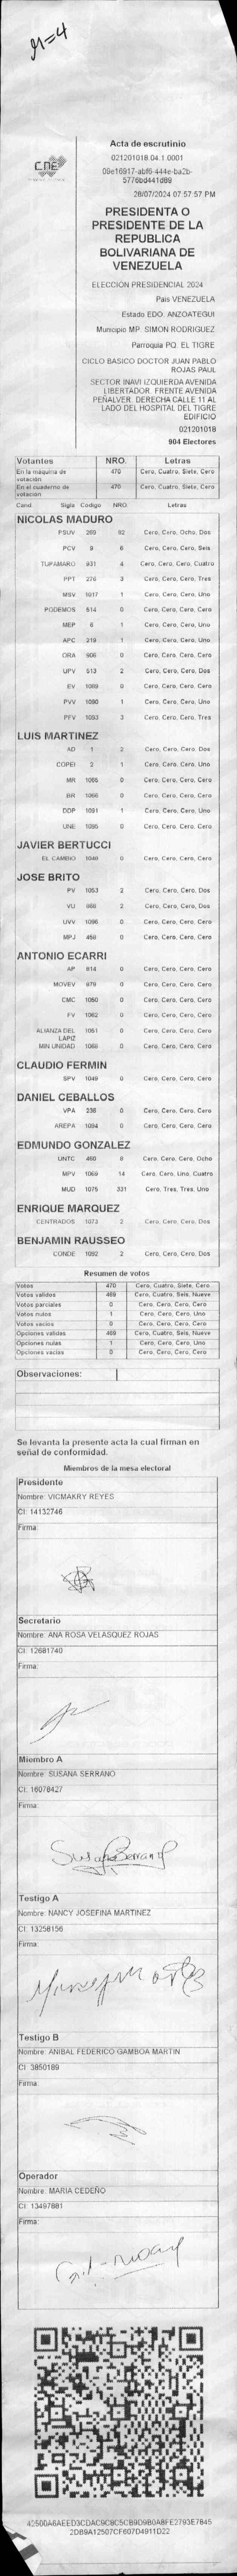 M=4
CNE
Acta de escrutinio
021201018.04.1.0001
09e16917-abf6-444e-ba2b-
5776bd441d89
28/07/2024 07:57:57 PM
PRESIDENTA O
PRESIDENTE DE LA
REPUBLICA
BOLIVARIANA DE
VENEZUELA
ELECCION PRESIDENCIAL 2024
Pais VENEZUELA
Estado EDO. ANZOATEGUI
Municipio MP. SIMON RODRIGUEZ
Parroquia PQ. EL TIGRE
CICLO BASICO DOCTOR JUAN PABLO
ROJAS PAUL
SECTOR INAVI IZQUIERDA AVENIDA
LIBERTADOR. FRENTE AVENIDA
PEÑALVER. DERECHA CALLE 11 AL
LADO DEL HOSPITAL DEL TIGRE
EDIFICIO
021201018
904 Electores
Votantes NRO. Letras
En la máquina de votación 470 Cero, Cuatro, Siete, Cero
En el cuaderno de votación 470 Cero, Cuatro, Siete, Cero
Cand Sigla Codigo NRO. Letras
NICOLAS MADURO
PSUV 269 82 Cero, Cero, Ocho, Dos
PCV 9 6 Cero, Cero, Cero, Seis
TUPAMARO 931 4 Cero, Cero, Cero, Cuatro
PPT 276 3 Cero, Cero, Cero, Tres
MSV 1017 1 Cero, Cero, Cero, Uno
PODEMOS 514 0 Cero, Cero, Cero, Cero
MEP 6 1 Cero, Cero, Cero, Uno
APC 219 1 Cero, Cero, Cero, Uno
ORA 906 0 Cero, Cero, Cero, Cero
UPV 513 2 Cero, Cero, Cero, Dos
EV 1089 0 Cero, Cero, Cero, Cero
PVV 1090 1 Cero, Cero, Cero, Uno
PFV 1093 3 Cero, Cero, Cero, Tres
LUIS MARTINEZ
AD 1 2 Cero, Cero, Cero, Dos
COPEI 2 1 Cero, Cero, Cero, Uno
MR 1065 0 Cero, Cero, Cero, Cero
BR 1066 0 Cero, Cero, Cero, Cero
DDP 1091 1 Cero, Cero, Cero, Uno
UNE 1095 0 Cero, Cero, Cero, Cero
JAVIER BERTUCCI
EL CAMBIO 1046 0 Cero, Cero, Cero, Cero
JOSE BRITO
PV 1053 2 Cero, Cero, Cero, Dos
VU 868 2 Cero, Cero, Cero, Dos
UVV 1096 0 Cero, Cero, Cero, Cero
MPJ 458 0 Cero, Cero, Cero, Cero
ANTONIO ECARRI
AP 814 0 Cero, Cero, Cero, Cero
MOVEV 979 0 Cero, Cero, Cero, Cero
CMC 1050 0 Cero, Cero, Cero, Cero
FV 1062 0 Cero, Cero, Cero, Cero
ALIANZA DEL LAPIZ 1051 0 Cero, Cero, Cero, Cero
MIN UNIDAD 1068 0 Cero, Cero, Cero, Cero
CLAUDIO FERMIN
SPV 1049 0 Cero, Cero, Cero, Cero
DANIEL CEBALLOS
VPA 238 0 Cero, Cero, Cero, Cero
AREPA 1094 0 Cero, Cero, Cero, Cero
EDMUNDO GONZALEZ
UNTC 460 8 Cero, Cero, Cero, Ocho
MPV 1069 14 Cero, Cero, Uno, Cuatro
MUD 1075 331 Cero, Tres, Tres, Uno
ENRIQUE MARQUEZ
CENTRADOS 1073 2 Cero, Cero, Cero, Dos
BENJAMIN RAUSSEO
CONDE 1092 2 Cero, Cero, Cero, Dos
Resumen de votos
Votos 470 Cero, Cuatro, Siete, Cero
Votos validos 469 Cero, Cuatro, Seis, Nueve
Votos parciales 0 Cero, Cero, Cero, Cero
Votos nulos 1 Cero, Cero, Cero, Uno
Votos vacios 0 Cero, Cero, Cero, Cero
Opciones validas 469 Cero, Cuatro, Seis, Nueve
Opciones nulas 1 Cero, Cero, Cero, Uno
Opciones vacias 0 Cero, Cero, Cero, Cero
Observaciones:
Se levanta la presente acta la cual firman en
señal de conformidad.
Miembros de la mesa electoral
Presidente
Nombre: VICMAKRY REYES
CI: 14132746
Firma:
Secretario
Nombre: ANA ROSA VELASQUEZ ROJAS
CI: 12681740
Firma:
Miembro A
Nombre: SUSANA SERRANO
CI: 16078427
Firma:
Susana Serrano
Testigo A
Nombre: NANCY JOSEFINA MARTINEZ
CI: 13258156
Firma:
Testigo B
Nombre: ANIBAL FEDERICO GAMBOA MARTIN
CI: 3850189
Firma:
Operador
Nombre: MARIA CEDEÑO
CI: 13497881
Firma:
42500A6AEED3CDAC9C8C5CB9D9B0A8FE2793E7845
2DB9A12507CF607D4911D22